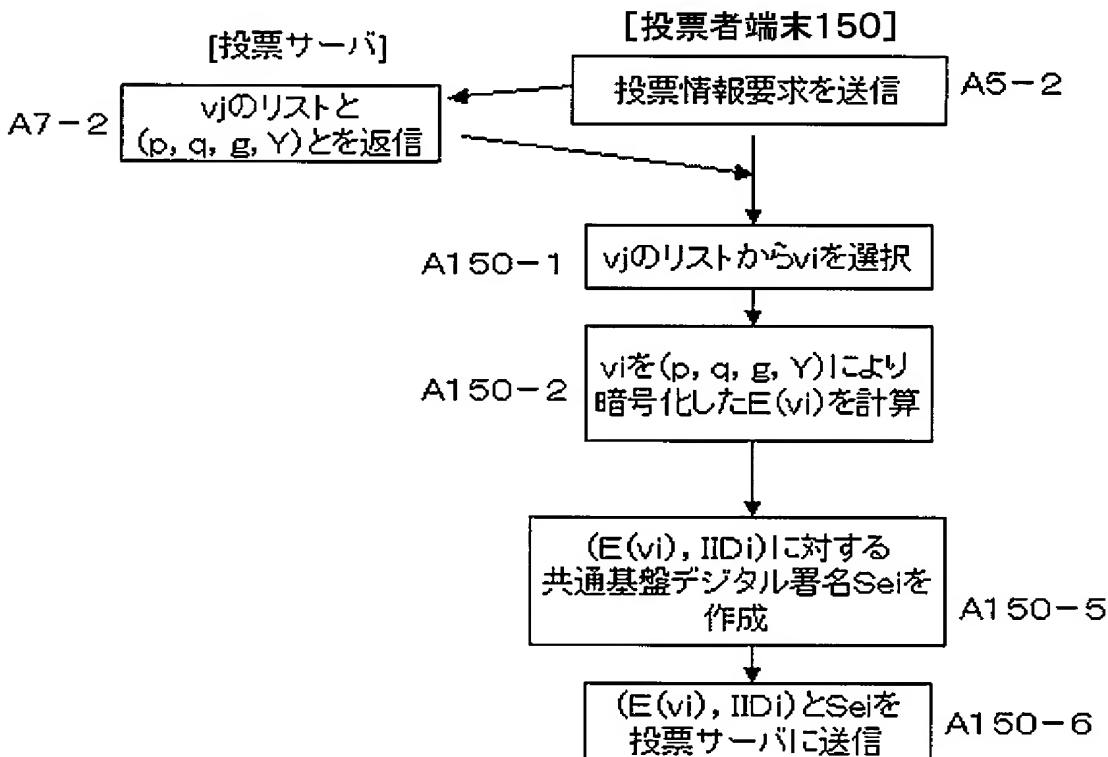 [投票サーバ]
[投票者端末150]
投票情報要求を送信
A5-2
A7-2
vjのリストと
(p, q, g, Y)とを返信
A150-1
vjのリストからviを選択
A150-2
viを(p, q, g, Y)により
暗号化したE(vi)を計算
(E(vi), IIDi)に対する
共通基盤デジタル署名Seiを
作成
A150-5
(E(vi), IIDi)とSeiを
投票サーバに送信
A150-6